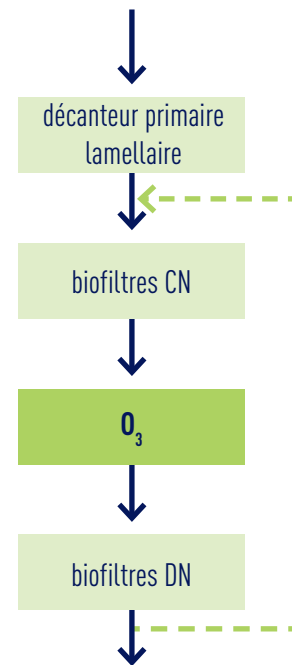 décanteur primaire
lamellaire
biofiltres CN
O₃
biofiltres DN